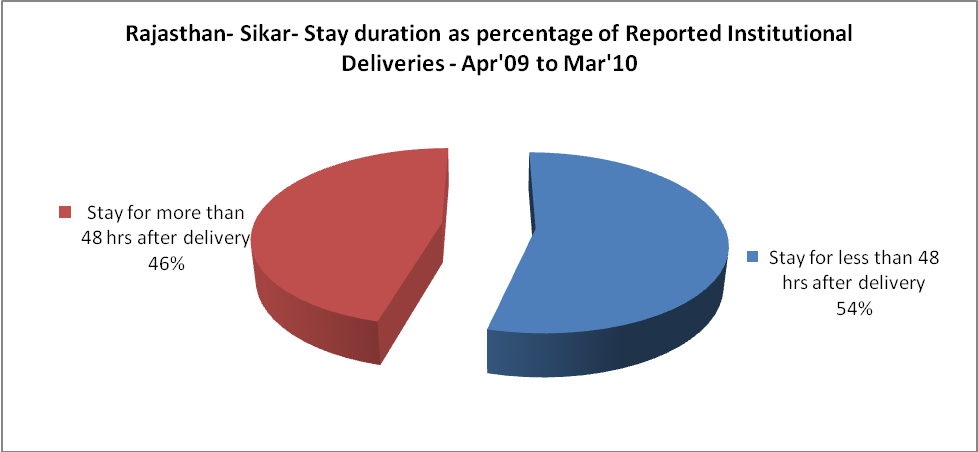 Rajasthan- Sikar- Stay duration as percentage of Reported Institutional
Deliveries - Apr'09 to Mar'10
Stay for more than
48 hrs after delivery
46%
Stay for less than 48
hrs after delivery
54%